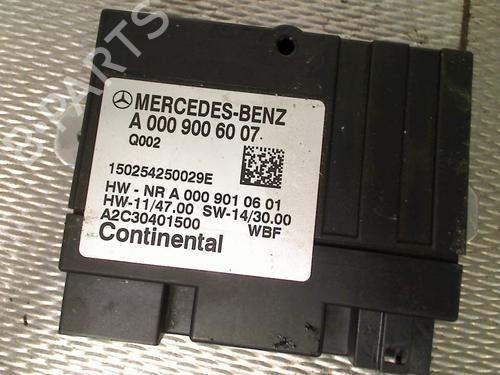 MERCEDES-BENZ
A 000 900 60 07
Q002
150254250029E
HW - NR A 000 901 06 01
HW-11/47.00 SW-14/30.00
A2C30401500 WBF
Continental